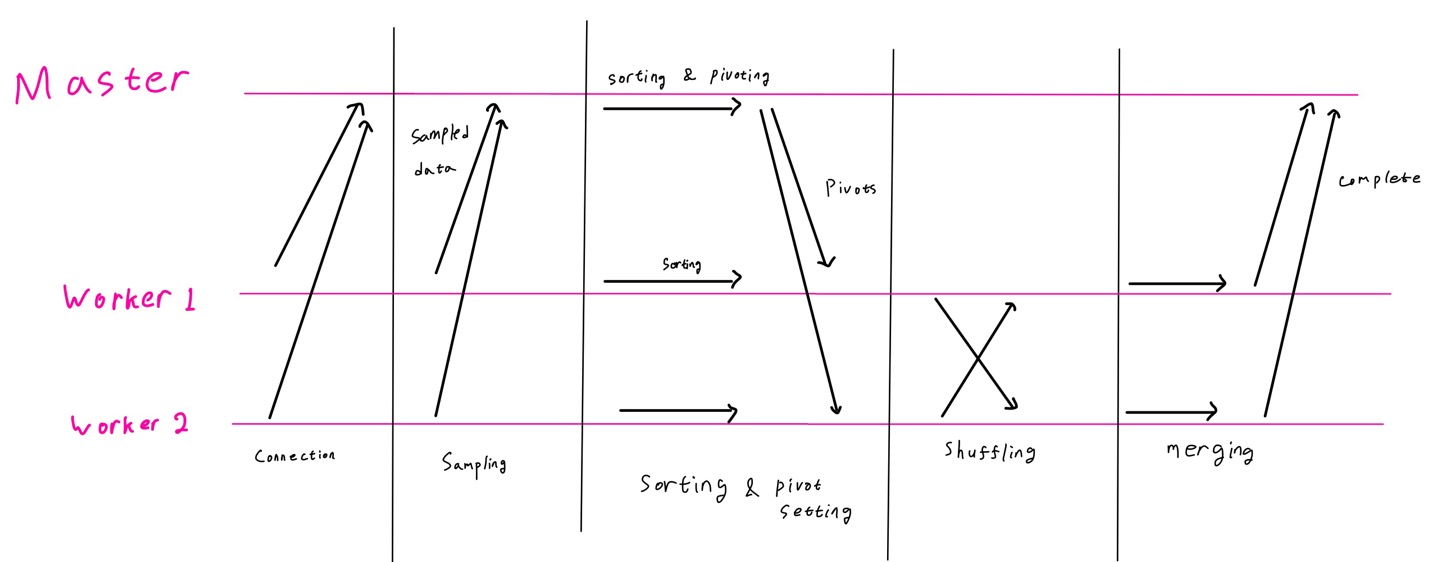 Master
sorting & pivoting
Sampled
data
Pivots
Complete
Sorting
Worker 1
Worker 2
Connection
Sampling
Sorting & pivot
setting
Shuffling
merging